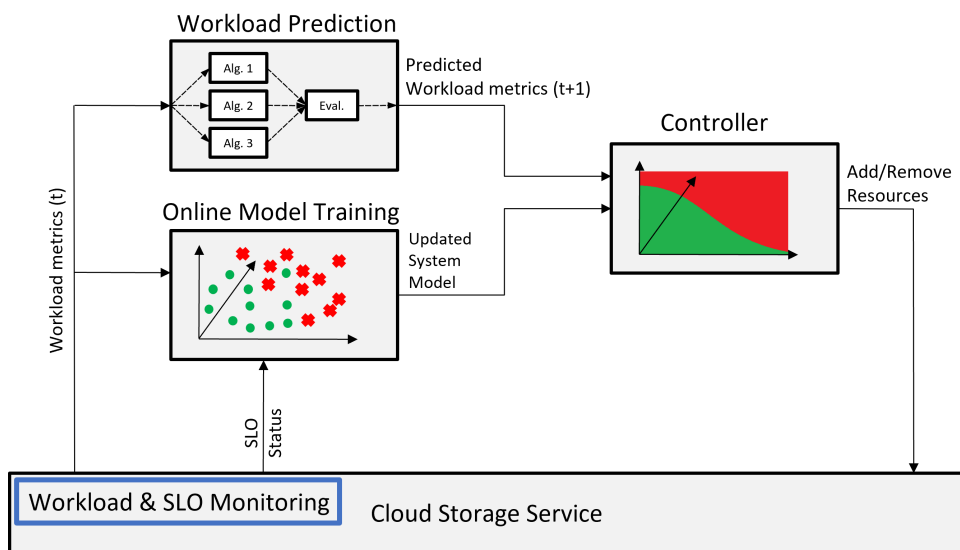 Workload Prediction
Alg. 1
Alg. 2
Alg. 3
Eval.
Predicted
Workload metrics (t+1)
Controller
Add/Remove
Resources
Workload metrics (t)
Online Model Training
Updated
System
Model
SLO
Status
Workload & SLO Monitoring
Cloud Storage Service